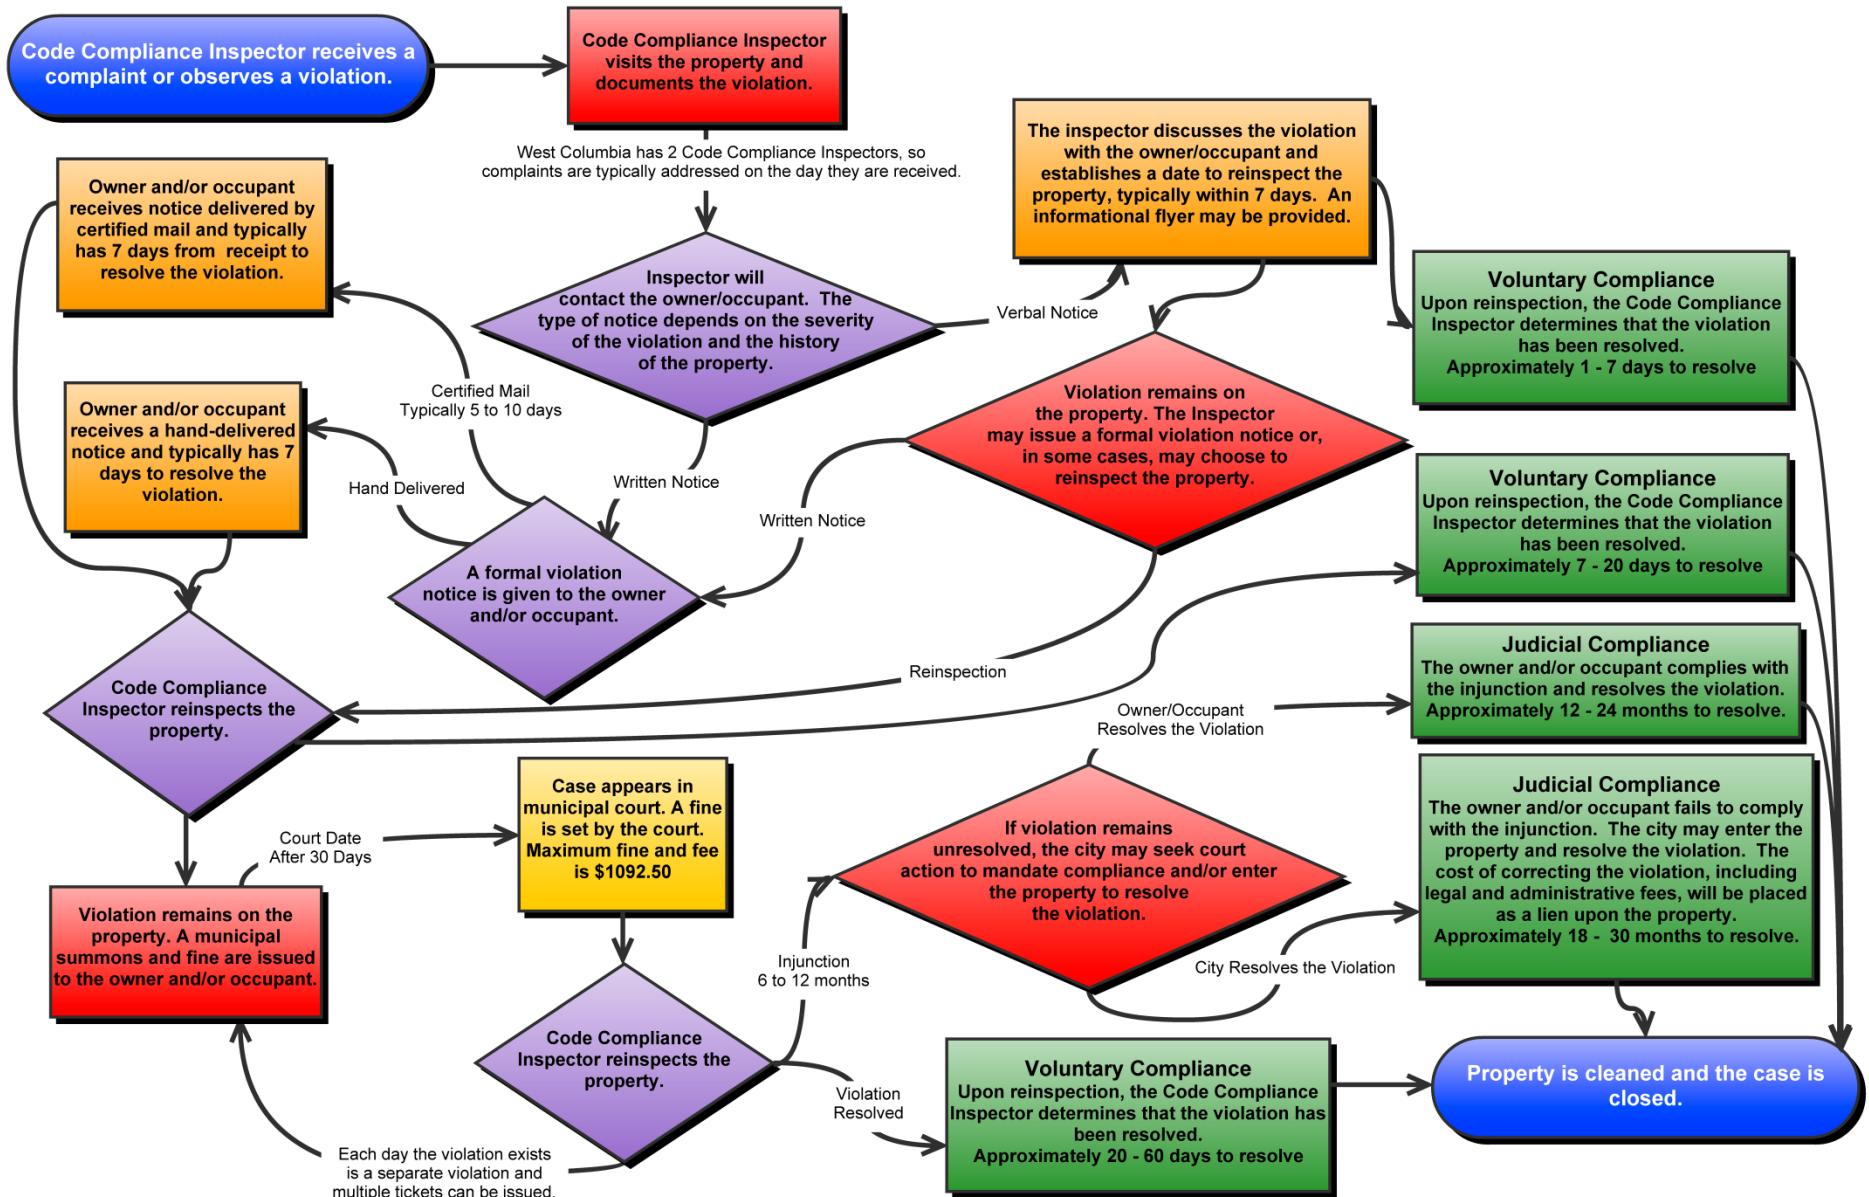 Code Compliance Inspector receives a
complaint or observes a violation.
Code Compliance Inspector
visits the property and
documents the violation.
West Columbia has 2 Code Compliance Inspectors, so
complaints are typically addressed on the day they are received.
The inspector discusses the violation
with the owner/occupant and
establishes a date to reinspect the
property, typically within 7 days.  An
informational flyer may be provided.
Owner and/or occupant
receives notice delivered by
certified mail and typically
has 7 days from  receipt to
resolve the violation.
Inspector will
contact the owner/occupant.  The
type of notice depends on the severity
of the violation and the history
of the property.
Verbal Notice
Voluntary Compliance
Upon reinspection, the Code Compliance
Inspector determines that the violation
has been resolved.
Approximately 1 - 7 days to resolve
Certified Mail
Typically 5 to 10 days
Owner and/or occupant
receives a hand-delivered
notice and typically has 7
days to resolve the
violation.
Hand Delivered
Written Notice
Violation remains on
the property. The Inspector
may issue a formal violation notice or,
in some cases, may choose to
reinspect the property.
Written Notice
Voluntary Compliance
Upon reinspection, the Code Compliance
Inspector determines that the violation
has been resolved.
Approximately 7 - 20 days to resolve
A formal violation
notice is given to the owner
and/or occupant.
Reinspection
Code Compliance
Inspector reinspects the
property.
Owner/Occupant
Resolves the Violation
Judicial Compliance
The owner and/or occupant complies with
the injunction and resolves the violation.
Approximately 12 - 24 months to resolve.
Case appears in
municipal court. A fine
is set by the court.
Maximum fine and fee
is $1092.50
Court Date
After 30 Days
If violation remains
unresolved, the city may seek court
action to mandate compliance and/or enter
the property to resolve
the violation.
Judicial Compliance
The owner and/or occupant fails to comply
with the injunction.  The city may enter the
property and resolve the violation.  The
cost of correcting the violation, including
legal and administrative fees, will be placed
as a lien upon the property.
Approximately 18 -  30 months to resolve.
Violation remains on the
property. A municipal
summons and fine are issued
to the owner and/or occupant.
Injunction
6 to 12 months
City Resolves the Violation
Code Compliance
Inspector reinspects the
property.
Violation
Resolved
Voluntary Compliance
Upon reinspection, the Code Compliance
Inspector determines that the violation has
been resolved.
Approximately 20 - 60 days to resolve
Property is cleaned and the case is
closed.
Each day the violation exists
is a separate violation and
multiple tickets can be issued.